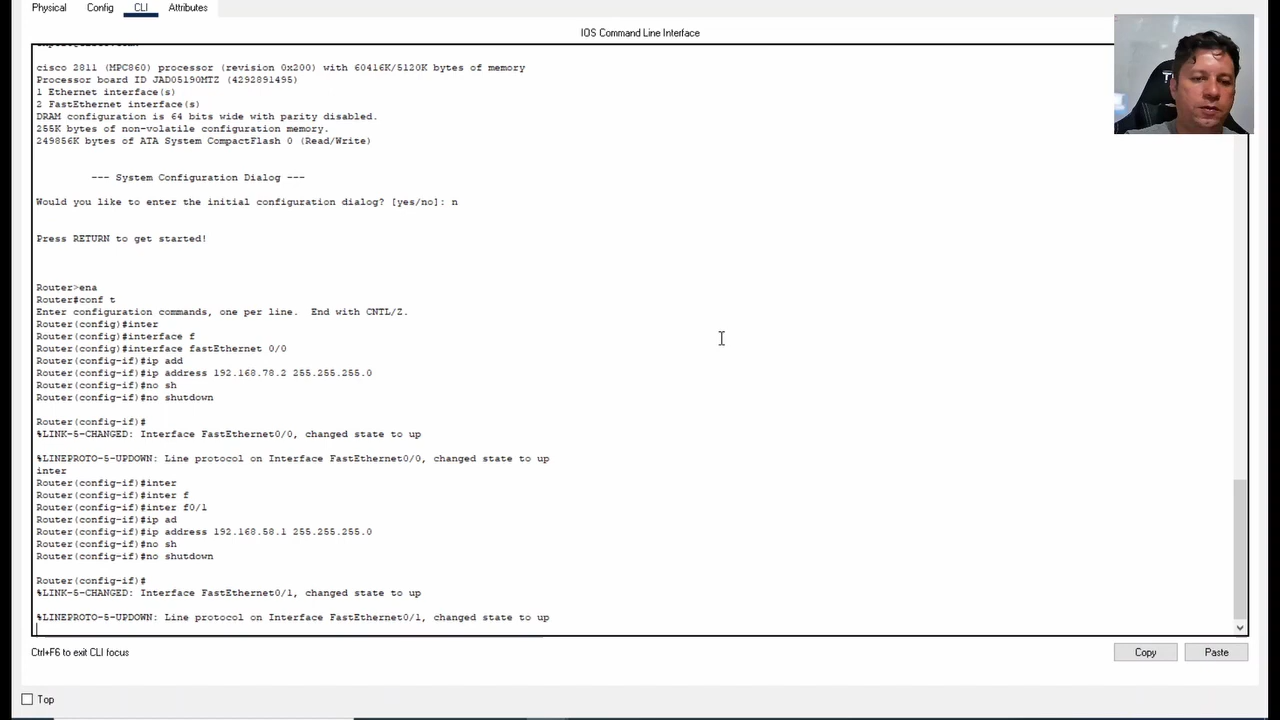 Physical Config CLI Attributes
IOS Command Line Interface
cisco 2811 (MPC860) processor (revision 0x200) with 60416K/5120K bytes of memory
Processor board ID JAD05190MTZ (4292891495)
1 Ethernet interface(s)
2 FastEthernet interface(s)
DRAM configuration is 64 bits wide with parity disabled.
255K bytes of non-volatile configuration memory.
249856K bytes of ATA System CompactFlash 0 (Read/Write)
--- System Configuration Dialog ---
Would you like to enter the initial configuration dialog? [yes/no]: n
Press RETURN to get started!
Router>ena
Router#conf t
Enter configuration commands, one per line.  End with CNTL/Z.
Router(config)#inter
Router(config)#interface f
Router(config)#interface fastEthernet 0/0
Router(config-if)#ip add
Router(config-if)#ip address 192.168.78.2 255.255.255.0
Router(config-if)#no sh
Router(config-if)#no shutdown
Router(config-if)#
%LINK-5-CHANGED: Interface FastEthernet0/0, changed state to up
%LINEPROTO-5-UPDOWN: Line protocol on Interface FastEthernet0/0, changed state to up
inter
Router(config-if)#inter
Router(config-if)#inter f
Router(config-if)#inter f0/1
Router(config-if)#ip ad
Router(config-if)#ip address 192.168.58.1 255.255.255.0
Router(config-if)#no sh
Router(config-if)#no shutdown
Router(config-if)#
%LINK-5-CHANGED: Interface FastEthernet0/1, changed state to up
%LINEPROTO-5-UPDOWN: Line protocol on Interface FastEthernet0/1, changed state to up
Ctrl+F6 to exit CLI focus
Copy Paste
Top